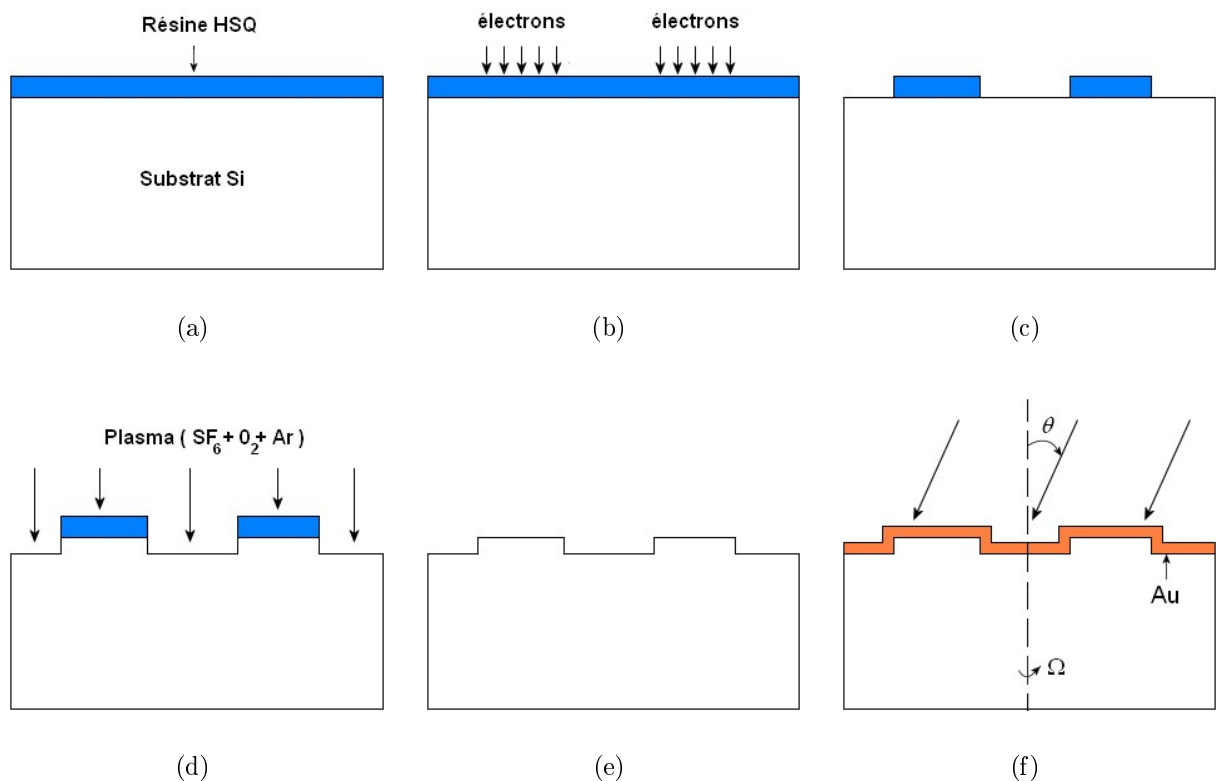 Résine HSQ
Substrat Si
(a)
électrons électrons
(b)
(c)
Plasma ( SF6 + 02 + Ar )
(d)
(e)
θ
Au
Ω
(f)